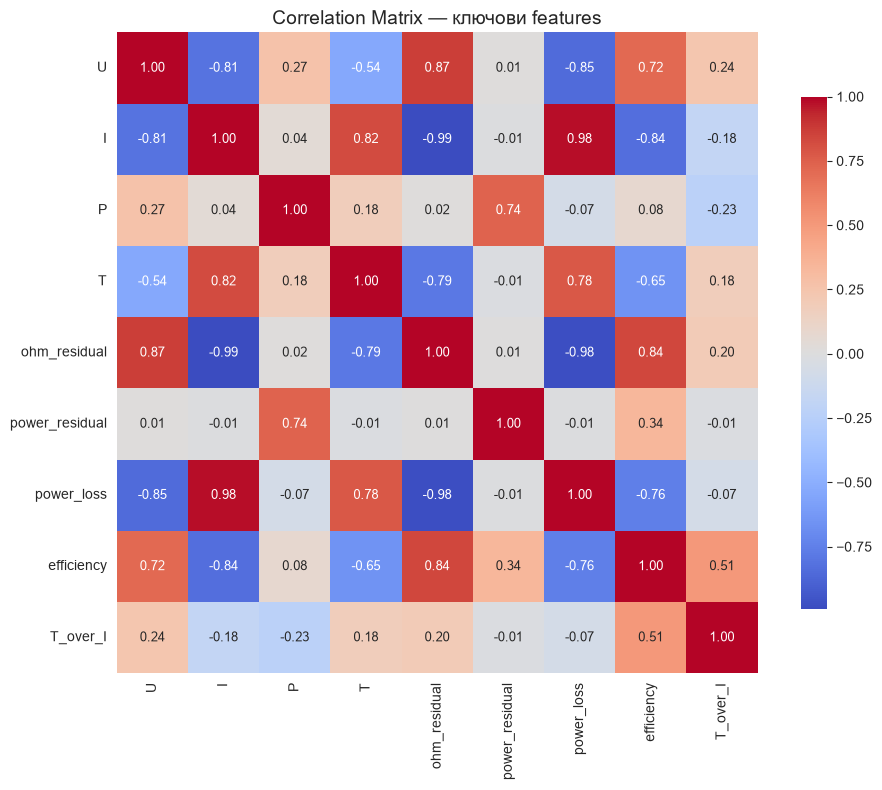 Correlation Matrix — ключови features
U 1.00 -0.81 0.27 -0.54 0.87 0.01 -0.85 0.72 0.24
I -0.81 1.00 0.04 0.82 -0.99 -0.01 0.98 -0.84 -0.18
P 0.27 0.04 1.00 0.18 0.02 0.74 -0.07 0.08 -0.23
T -0.54 0.82 0.18 1.00 -0.79 -0.01 0.78 -0.65 0.18
ohm_residual 0.87 -0.99 0.02 -0.79 1.00 0.01 -0.98 0.84 0.20
power_residual 0.01 -0.01 0.74 -0.01 0.01 1.00 -0.01 0.34 -0.01
power_loss -0.85 0.98 -0.07 0.78 -0.98 -0.01 1.00 -0.76 -0.07
efficiency 0.72 -0.84 0.08 -0.65 0.84 0.34 -0.76 1.00 0.51
T_over_I 0.24 -0.18 -0.23 0.18 0.20 -0.01 -0.07 0.51 1.00
U I P T ohm_residual power_residual power_loss efficiency T_over_I
1.00
0.75
0.50
0.25
0.00
−0.25
−0.50
−0.75